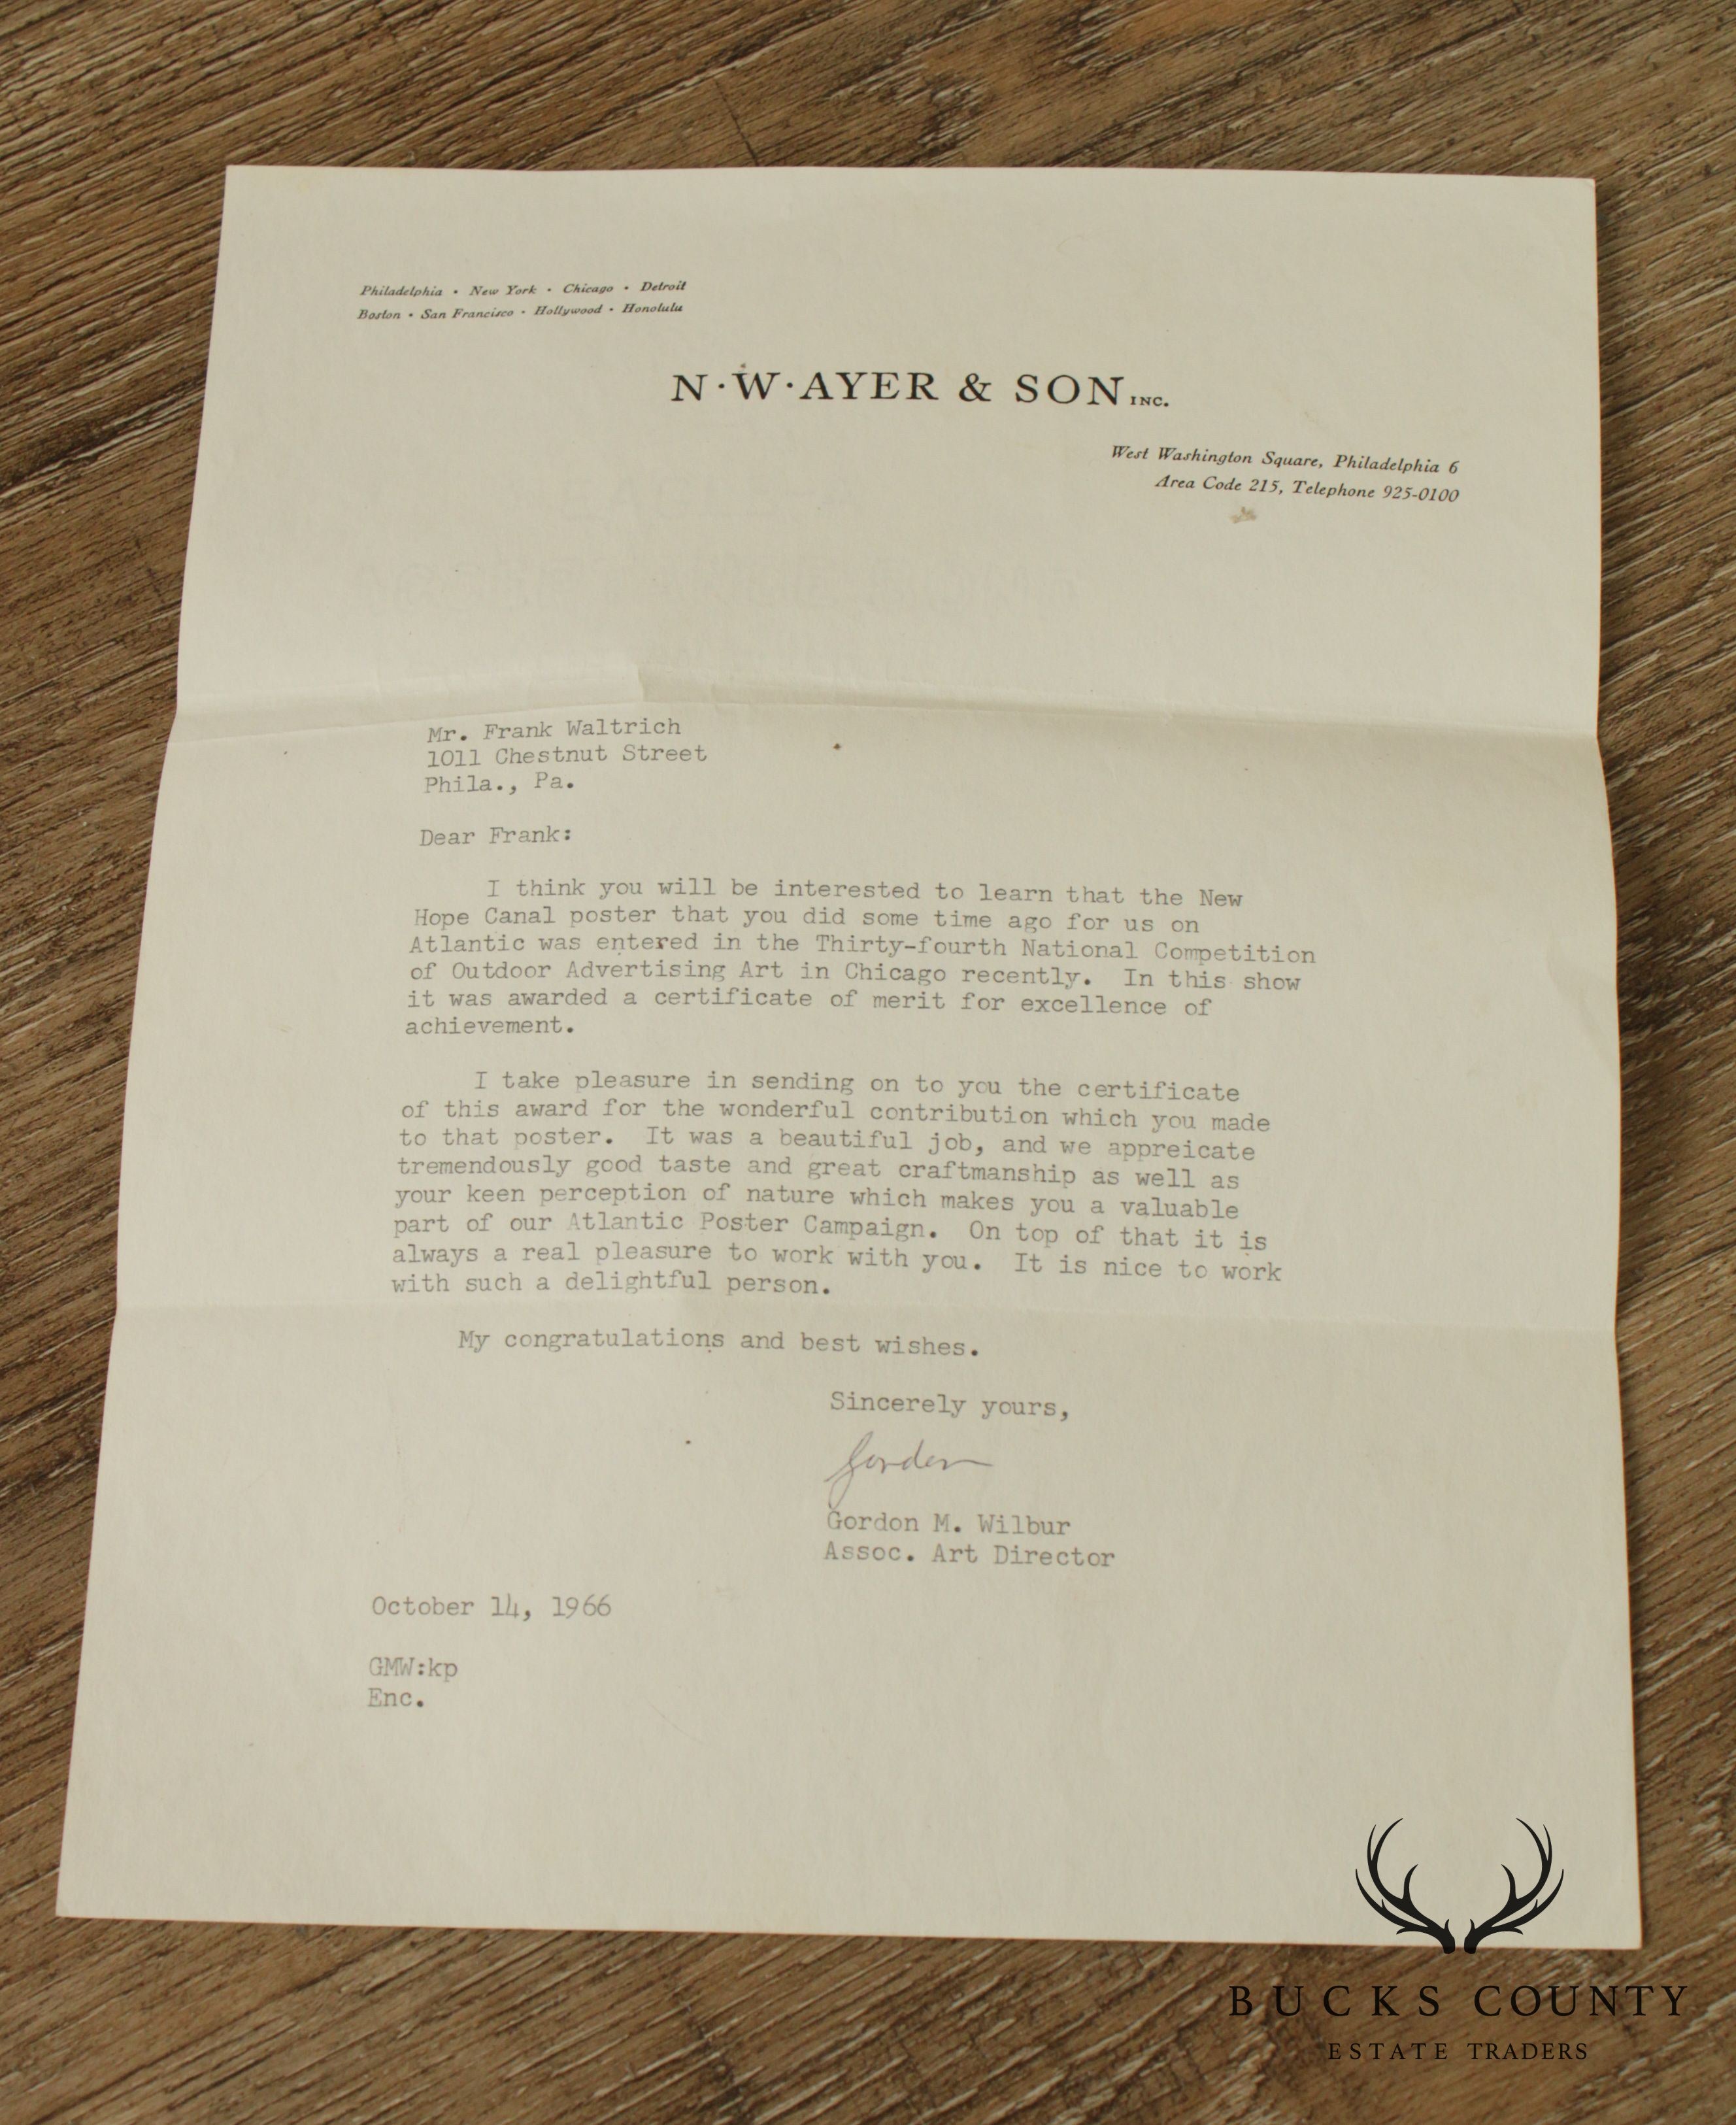 Philadelphia • New York • Chicago • Detroit
Boston • San Francisco • Hollywood • Honolulu
N·W·AYER & SON INC.
West Washington Square, Philadelphia 6
Area Code 215, Telephone 925-0100
Mr. Frank Waltrich
1011 Chestnut Street
Phila., Pa.
Dear Frank:
I think you will be interested to learn that the New
Hope Canal poster that you did some time ago for us on
Atlantic was entered in the Thirty-fourth National Competition
of Outdoor Advertising Art in Chicago recently. In this show
it was awarded a certificate of merit for excellence of
achievement.
I take pleasure in sending on to you the certificate
of this award for the wonderful contribution which you made
to that poster. It was a beautiful job, and we appreicate
tremendously good taste and great craftmanship as well as
your keen perception of nature which makes you a valuable
part of our Atlantic Poster Campaign. On top of that it is
always a real pleasure to work with you. It is nice to work
with such a delightful person.
My congratulations and best wishes.
Sincerely yours,
Gordon
Gordon M. Wilbur
Assoc. Art Director
October 14, 1966
GMW:kp
Enc.
BUCKS COUNTY
ESTATE TRADERS